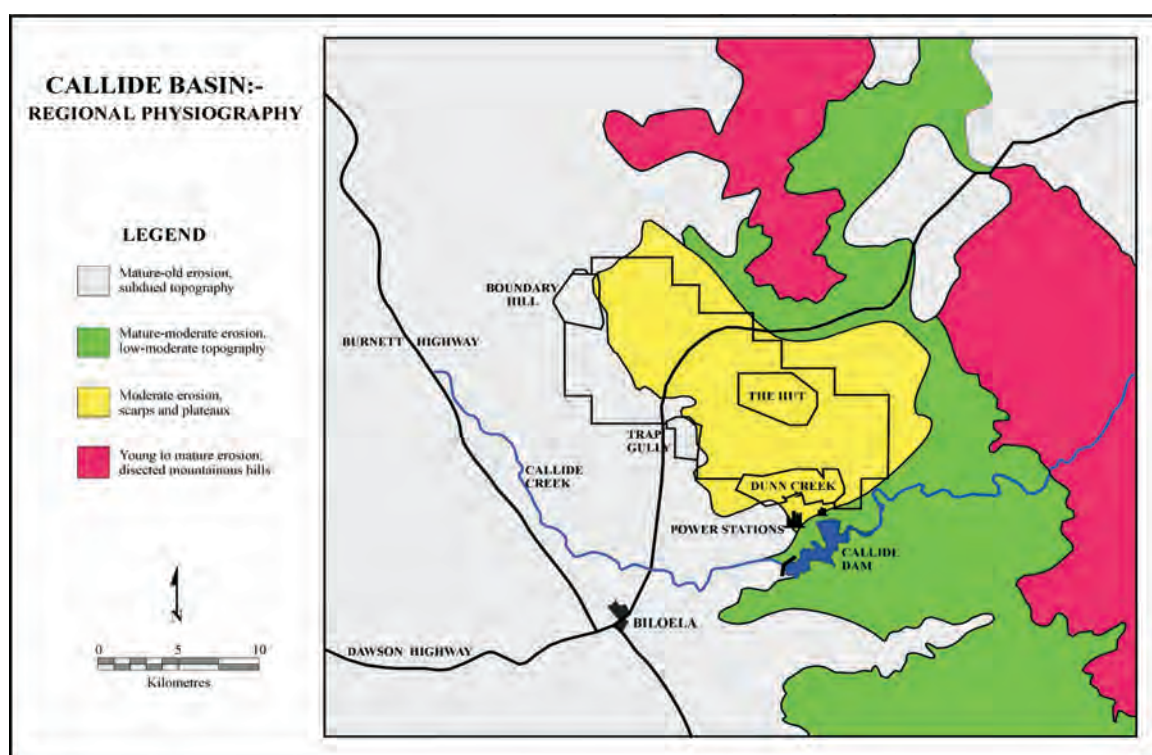 CALLIDE BASIN:-
REGIONAL PHYSIOGRAPHY
LEGEND
Mature-old erosion,
subdued topography
Mature-moderate erosion,
low-moderate topography
Moderate erosion,
scarps and plateaux
Young to mature erosion,
disected mountainous hills
N
0 5 10
Kilometres
BOUNDARY
HILL
BURNETT HIGHWAY
THE HUT
TRAP
GULLY
CALLIDE
CREEK
DUNN CREEK
POWER STATIONS
CALLIDE
DAM
BILOELA
DAWSON HIGHWAY